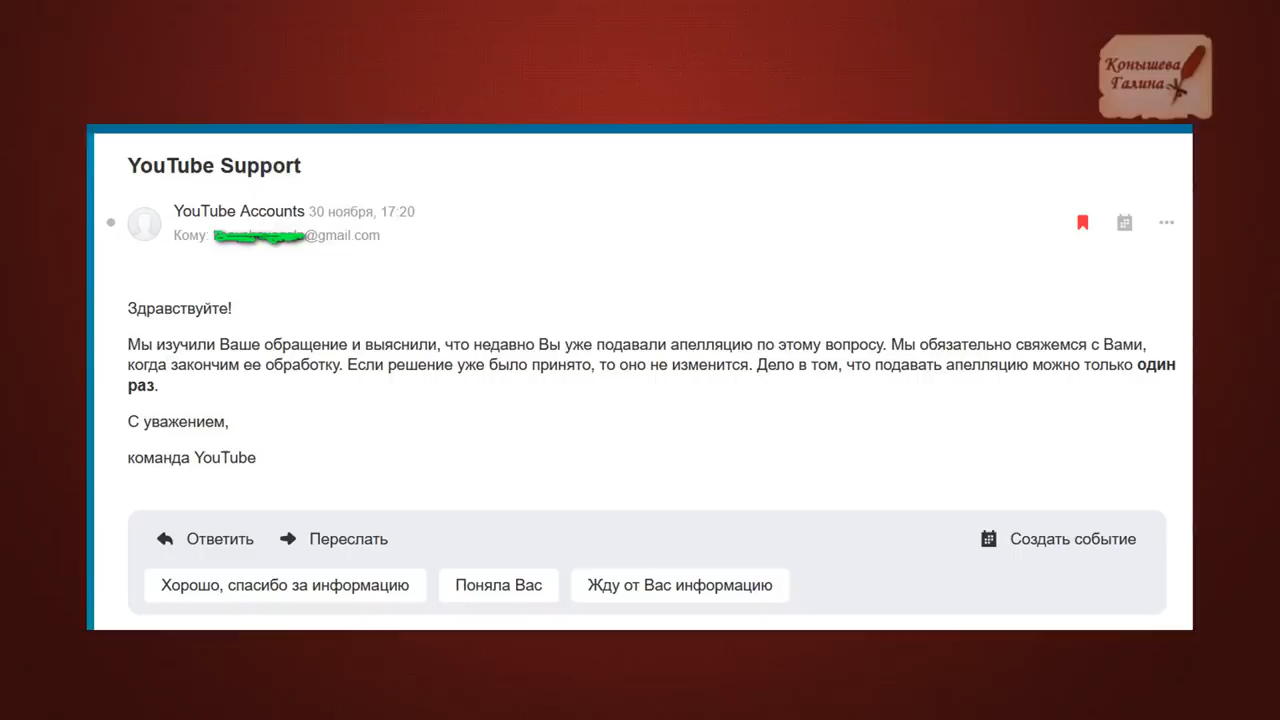 Конышева
Галина
YouTube Support
YouTube Accounts 30 ноября, 17:20
Кому: @gmail.com
Здравствуйте!
Мы изучили Ваше обращение и выяснили, что недавно Вы уже подавали апелляцию по этому вопросу. Мы обязательно свяжемся с Вами,
когда закончим ее обработку. Если решение уже было принято, то оно не изменится. Дело в том, что подавать апелляцию можно только один
раз.
С уважением,
команда YouTube
Ответить Переслать Создать событие
Хорошо, спасибо за информацию Поняла Вас Жду от Вас информацию